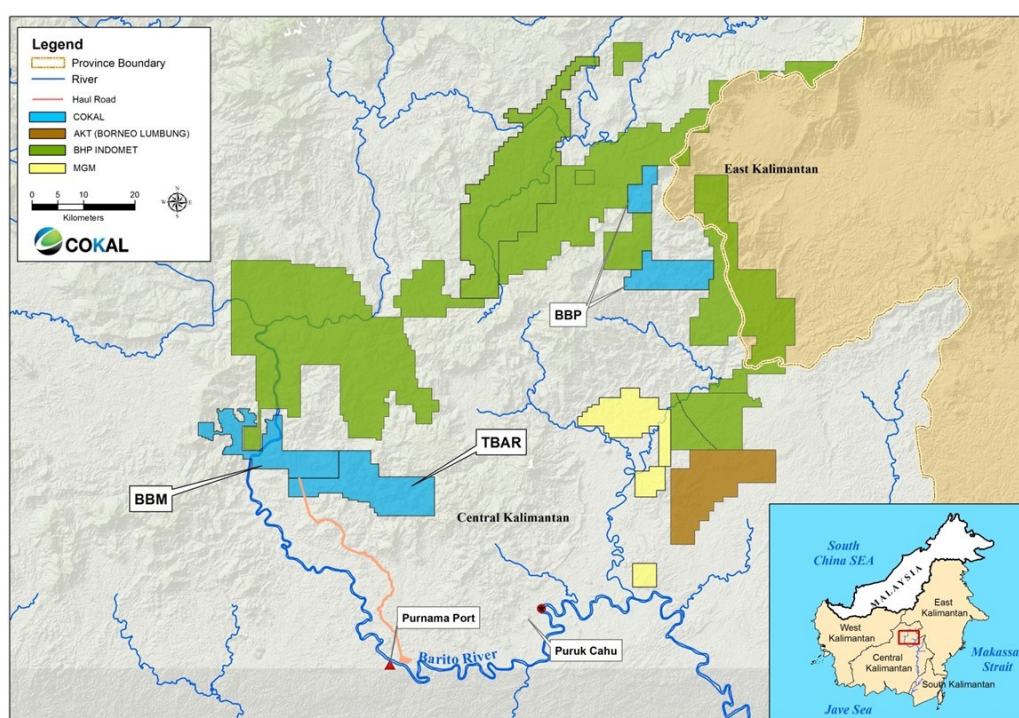 Legend
Province Boundary
River
Haul Road
COKAL
AKT (BORNEO LUMBUNG)
BHP INDOMET
MGM
0 5 10 20
Kilometers
N
W E
S
COKAL
East Kalimantan
BBP
TBAR
BBM
Central Kalimantan
Purnama Port
Puruk Cahu
Barito River
South
China SEA
MALAYSIA
East
Kalimantan
West
Kalimantan
Central
Kalimantan
Makassar
Strait
South Kalimantan
Jave Sea